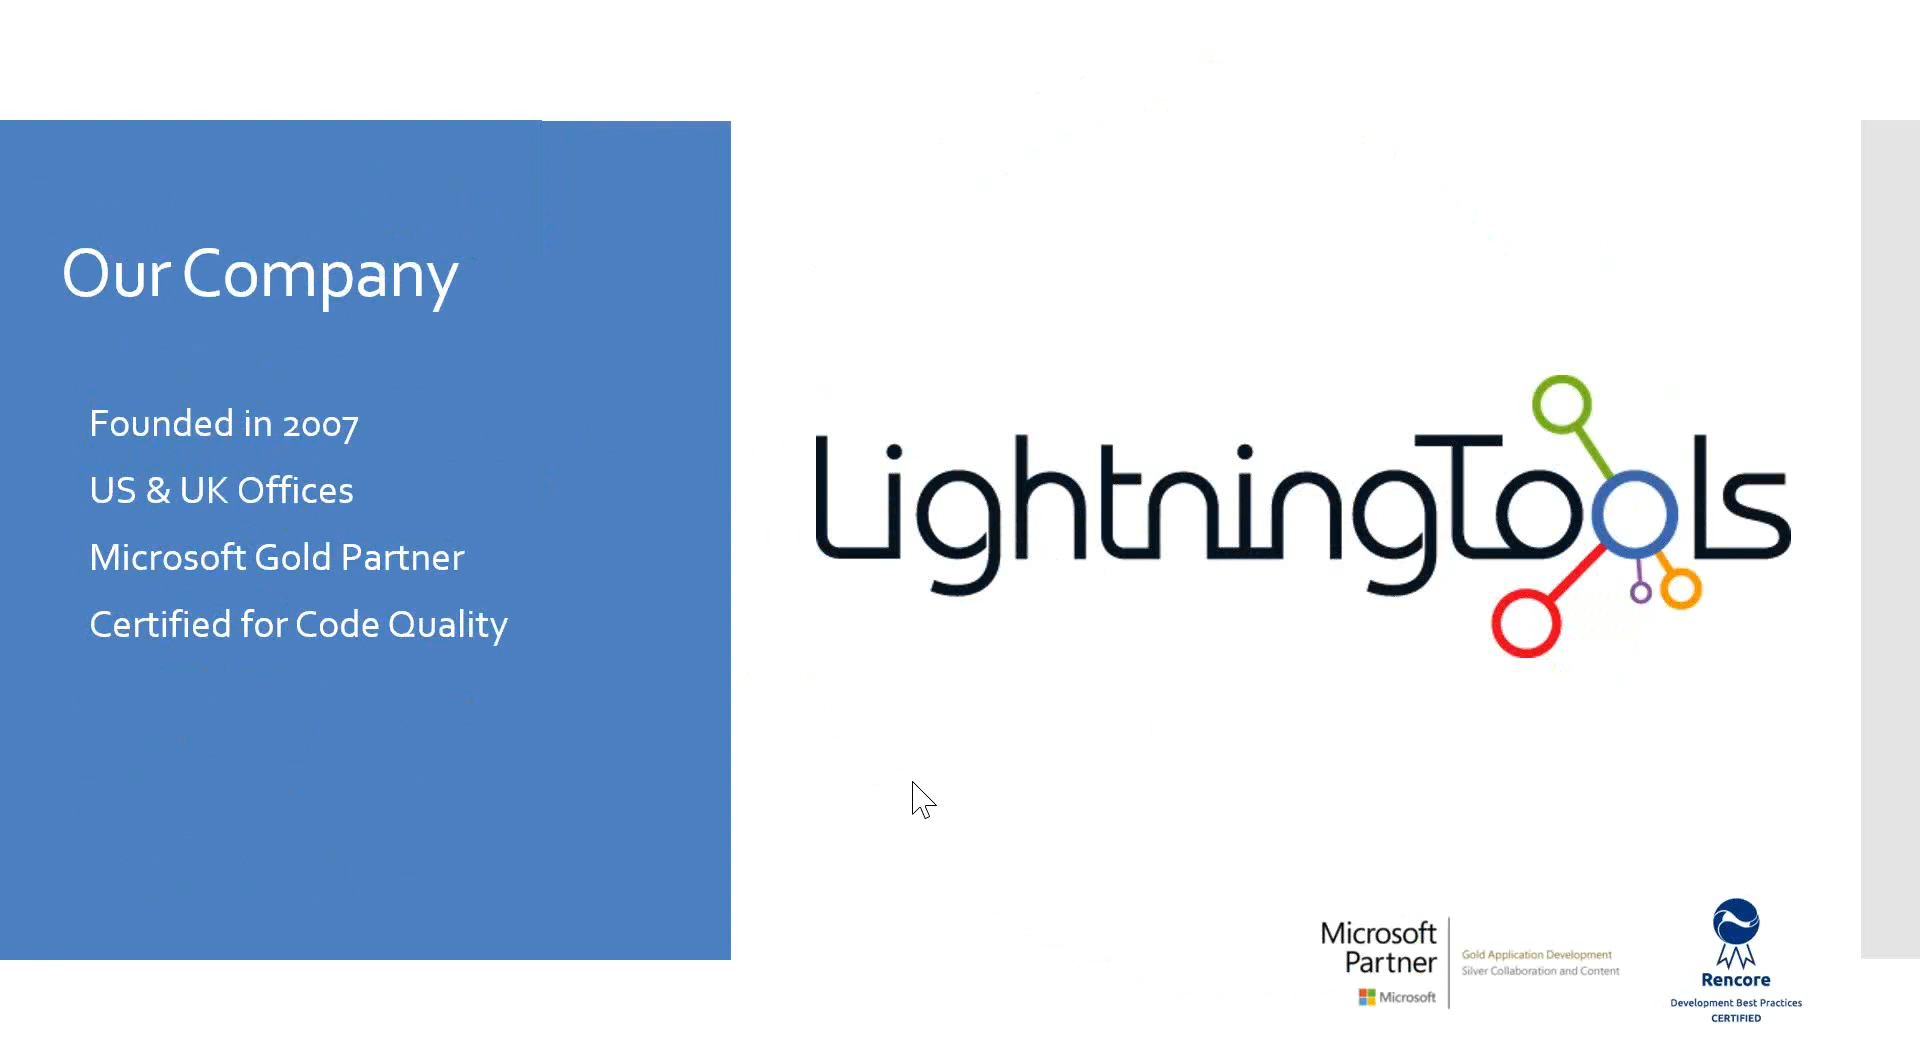 Our Company
Founded in 2007
US & UK Offices
Microsoft Gold Partner
Certified for Code Quality
LightningTools
Microsoft
Partner
Microsoft
Gold Application Development
Silver Collaboration and Content
Rencore
Development Best Practices
CERTIFIED